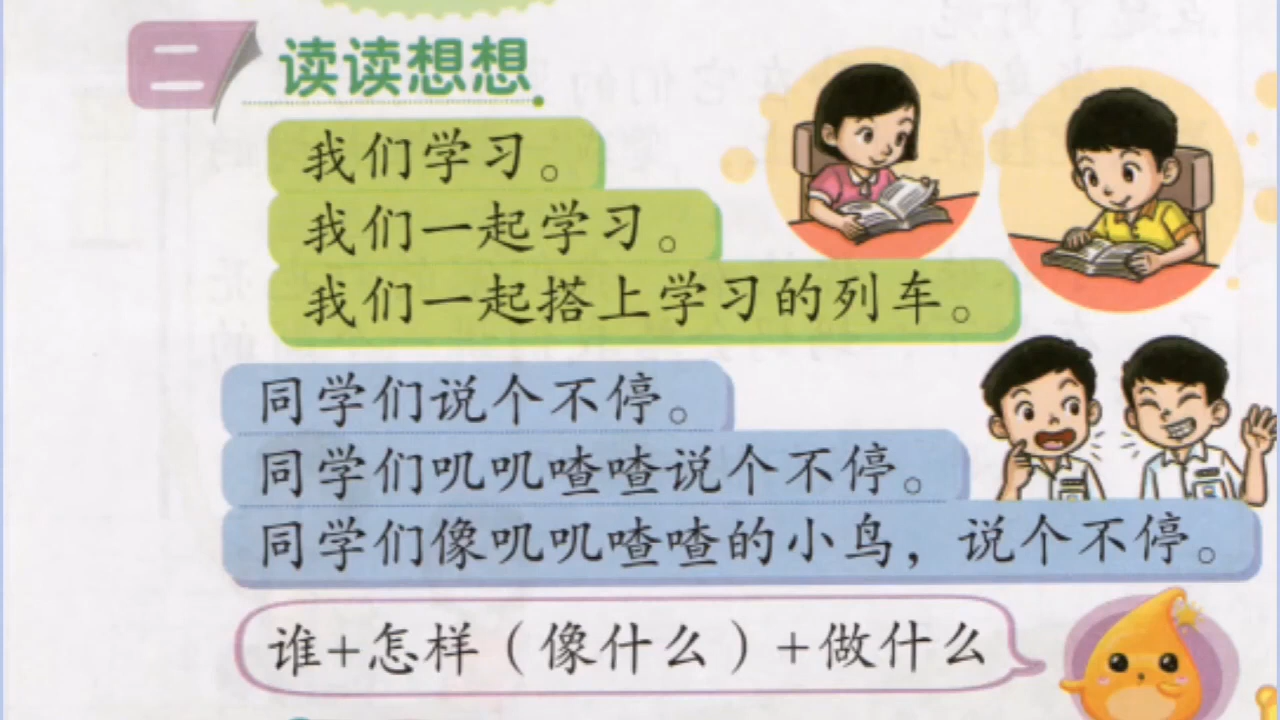 二 读读想想
我们学习。
我们一起学习。
我们一起搭上学习的列车。
同学们说个不停。
同学们叽叽喳喳说个不停。
同学们像叽叽喳喳的小鸟，说个不停。
谁+怎样（像什么）+做什么